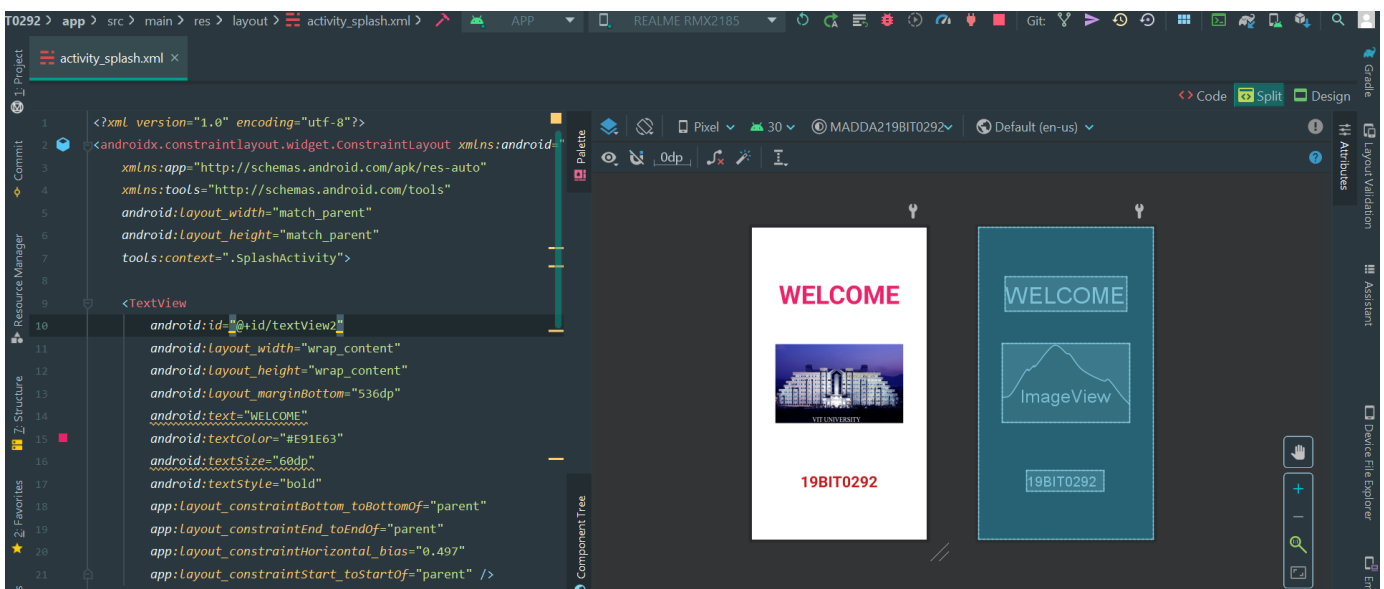 T0292 › app › src › main › res › layout › activity_splash.xml › APP REALME RMX2185 Git:
activity_splash.xml ×
Code Split Design
1: Project
Commit
Resource Manager
7: Structure
2: Favorites
1 <?xml version="1.0" encoding="utf-8"?>
2 <androidx.constraintlayout.widget.ConstraintLayout xmlns:android="
3 xmlns:app="http://schemas.android.com/apk/res-auto"
4 xmlns:tools="http://schemas.android.com/tools"
5 android:layout_width="match_parent"
6 android:layout_height="match_parent"
7 tools:context=".SplashActivity">
8
9 <TextView
10 android:id="@+id/textView2"
11 android:layout_width="wrap_content"
12 android:layout_height="wrap_content"
13 android:layout_marginBottom="536dp"
14 android:text="WELCOME"
15 android:textColor="#E91E63"
16 android:textSize="60dp"
17 android:textStyle="bold"
18 app:layout_constraintBottom_toBottomOf="parent"
19 app:layout_constraintEnd_toEndOf="parent"
20 app:layout_constraintHorizontal_bias="0.497"
21 app:layout_constraintStart_toStartOf="parent" />
Palette
Component Tree
Pixel 30 MADDA219BIT0292 Default (en-us)
0dp
WELCOME
VIT UNIVERSITY
19BIT0292
WELCOME
ImageView
19BIT0292
1:1
Attributes
Gradle
Layout Validation
Assistant
Device File Explorer
Em